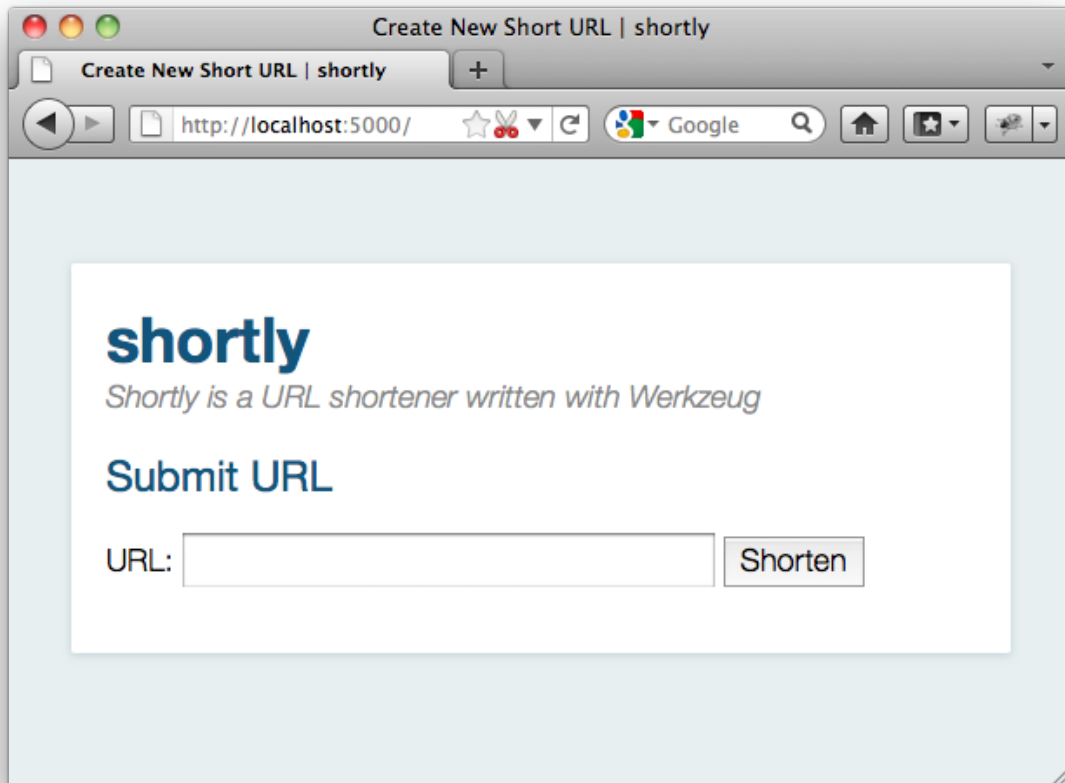 Create New Short URL | shortly
Create New Short URL | shortly
http://localhost:5000/ Google
shortly
Shortly is a URL shortener written with Werkzeug
Submit URL
URL: Shorten